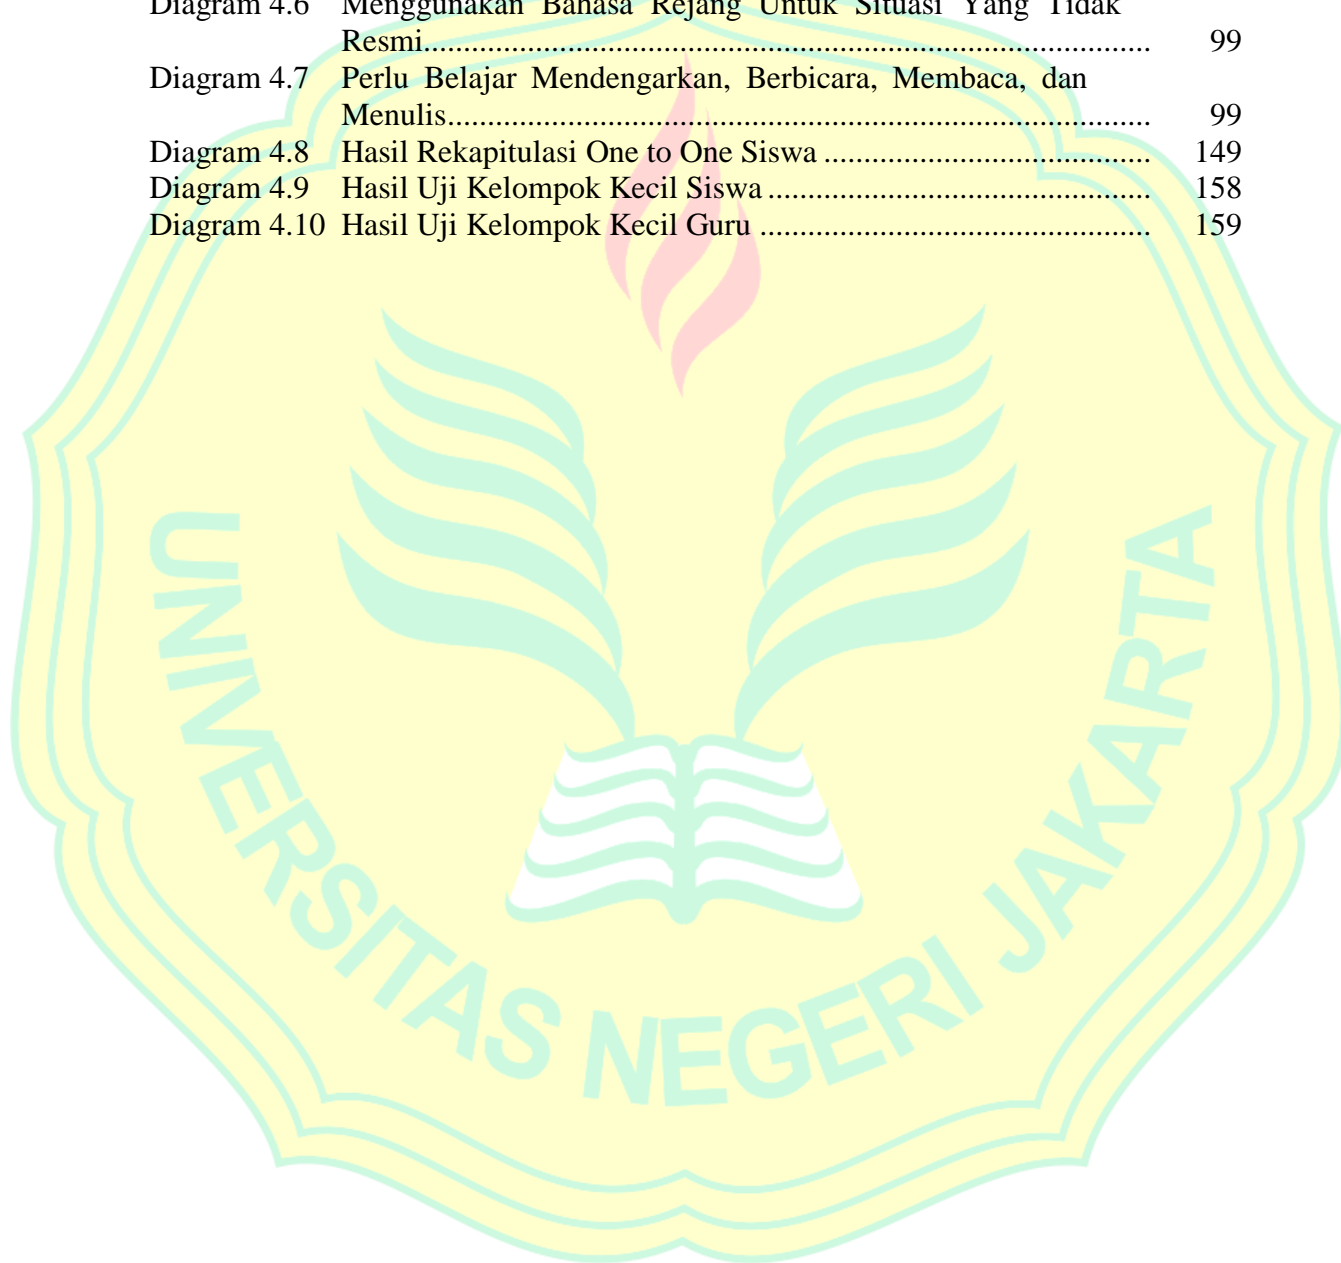 Diagram 4.6 Menggunakan Bahasa Rejang Untuk Situasi Yang Tidak
Resmi.......................................................................................... 99
Diagram 4.7 Perlu Belajar Mendengarkan, Berbicara, Membaca, dan
Menulis....................................................................................... 99
Diagram 4.8 Hasil Rekapitulasi One to One Siswa ......................................... 149
Diagram 4.9 Hasil Uji Kelompok Kecil Siswa ................................................ 158
Diagram 4.10 Hasil Uji Kelompok Kecil Guru ................................................. 159
UNIVERSITAS NEGERI JAKARTA